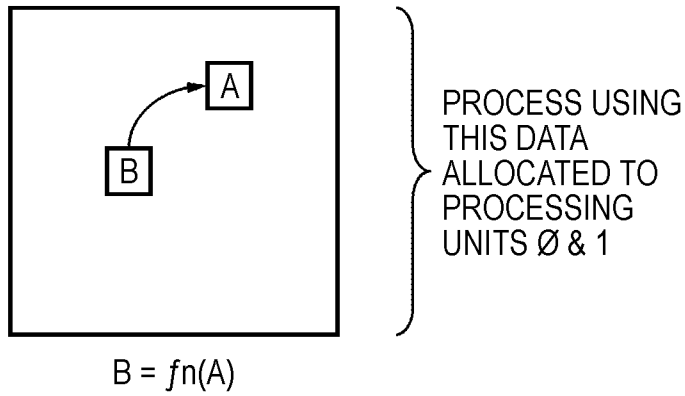 A
B
PROCESS USING
THIS DATA
ALLOCATED TO
PROCESSING
UNITS Ø & 1
B = ƒn(A)